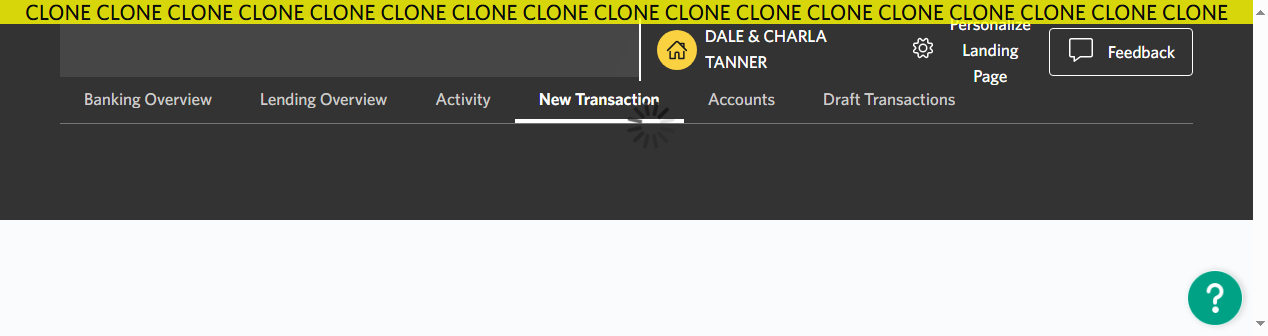 CLONE CLONE CLONE CLONE CLONE CLONE CLONE CLONE CLONE CLONE CLONE CLONE CLONE CLONE CLONE CLONE CLONE
DALE & CHARLA
TANNER
Personalize
Landing
Page
Feedback
Banking Overview
Lending Overview
Activity
New Transaction
Accounts
Draft Transactions
?